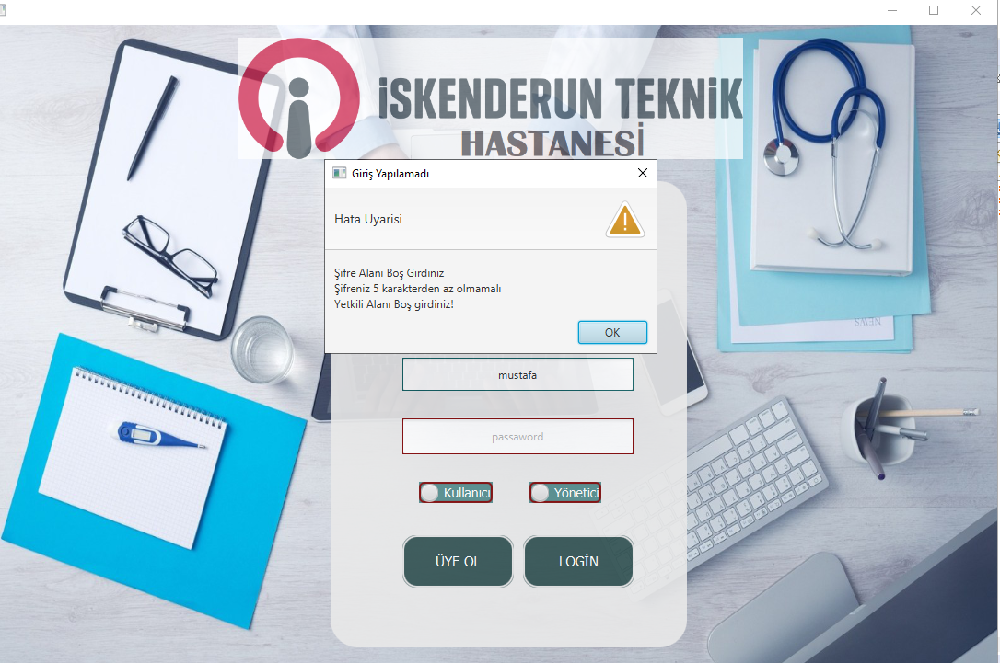 İSKENDERUN TEKNİK
HASTANESİ
Giriş Yapılamadı
Hata Uyarisi
Şifre Alanı Boş Girdiniz
Şifreniz 5 karakterden az olmamalı
Yetkili Alanı Boş girdiniz!
OK
NEWS
mustafa
passaword
Kullanıcı
Yönetici
ÜYE OL
LOGİN